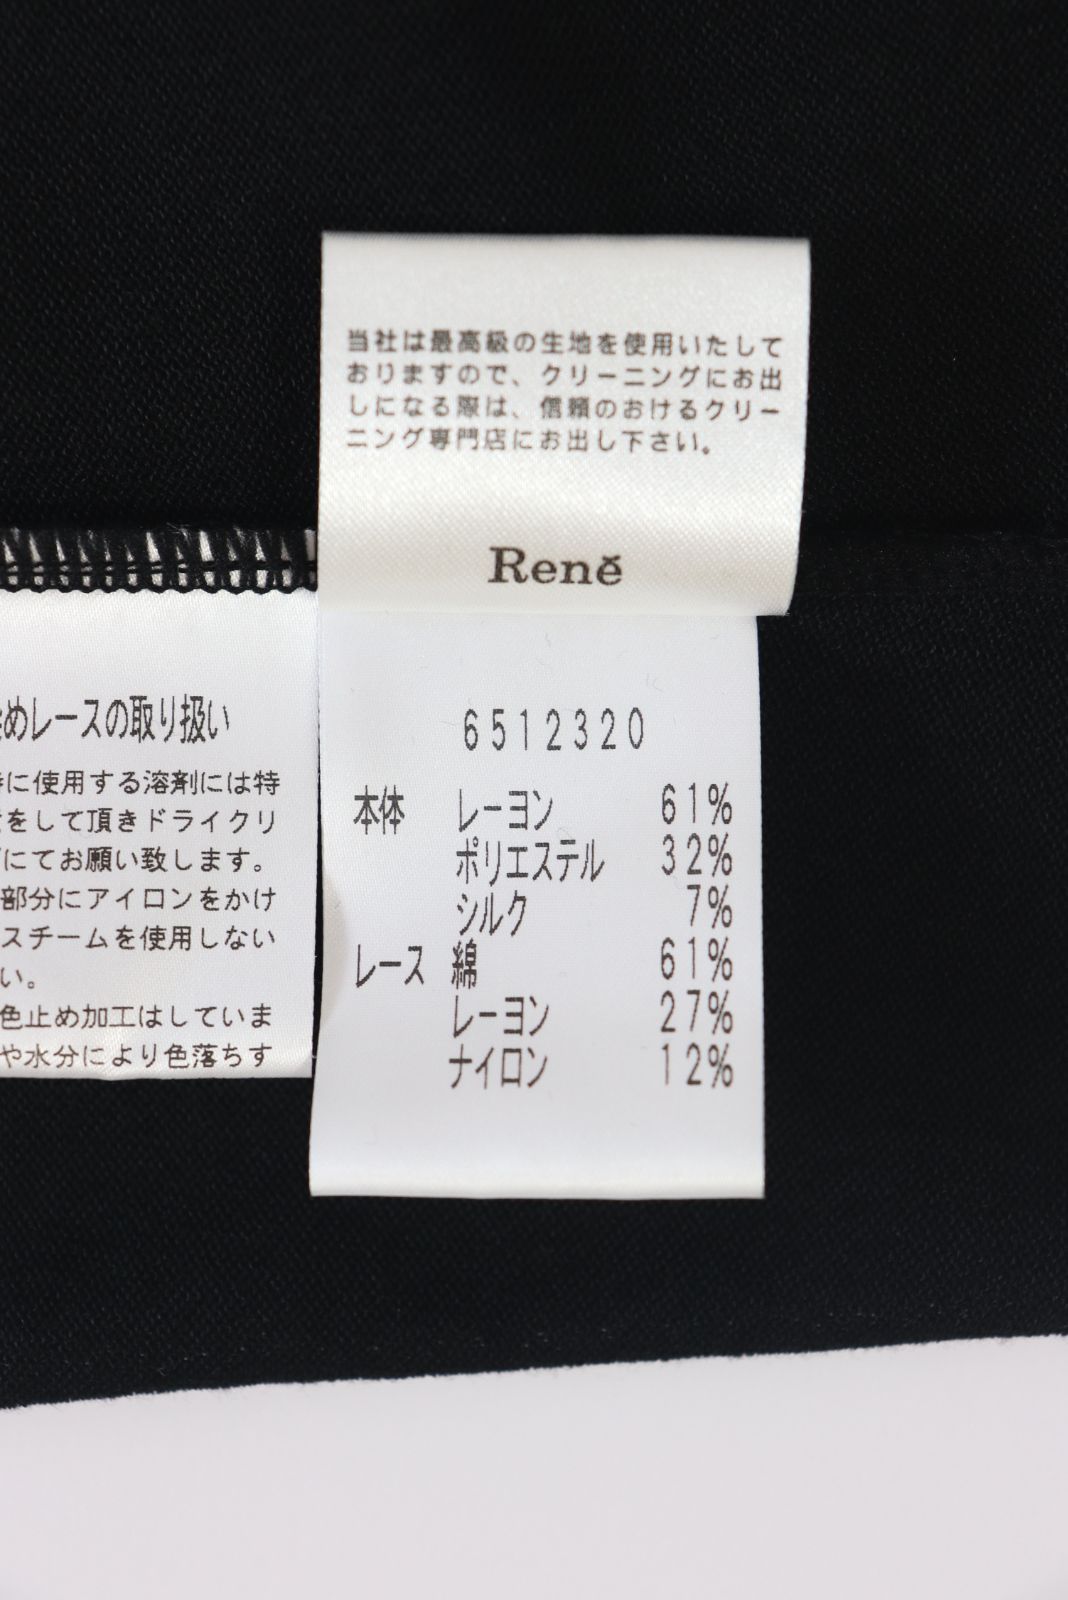 当社は最高級の生地を使用いたして
おりますので、クリーニングにお出
しになる際は、信頼のおけるクリー
ニング専門店にお出し下さい。
Renĕ
6512320
本体 レーヨン 61%
ポリエステル 32%
シルク 7%
レース 綿 61%
レーヨン 27%
ナイロン 12%
めレースの取り扱い
に使用する溶剤には特
をして頂きドライクリ
にてお願い致します。
部分にアイロンをかけ
スチームを使用しない
い。
色止め加工はしていま
や水分により色落ちす